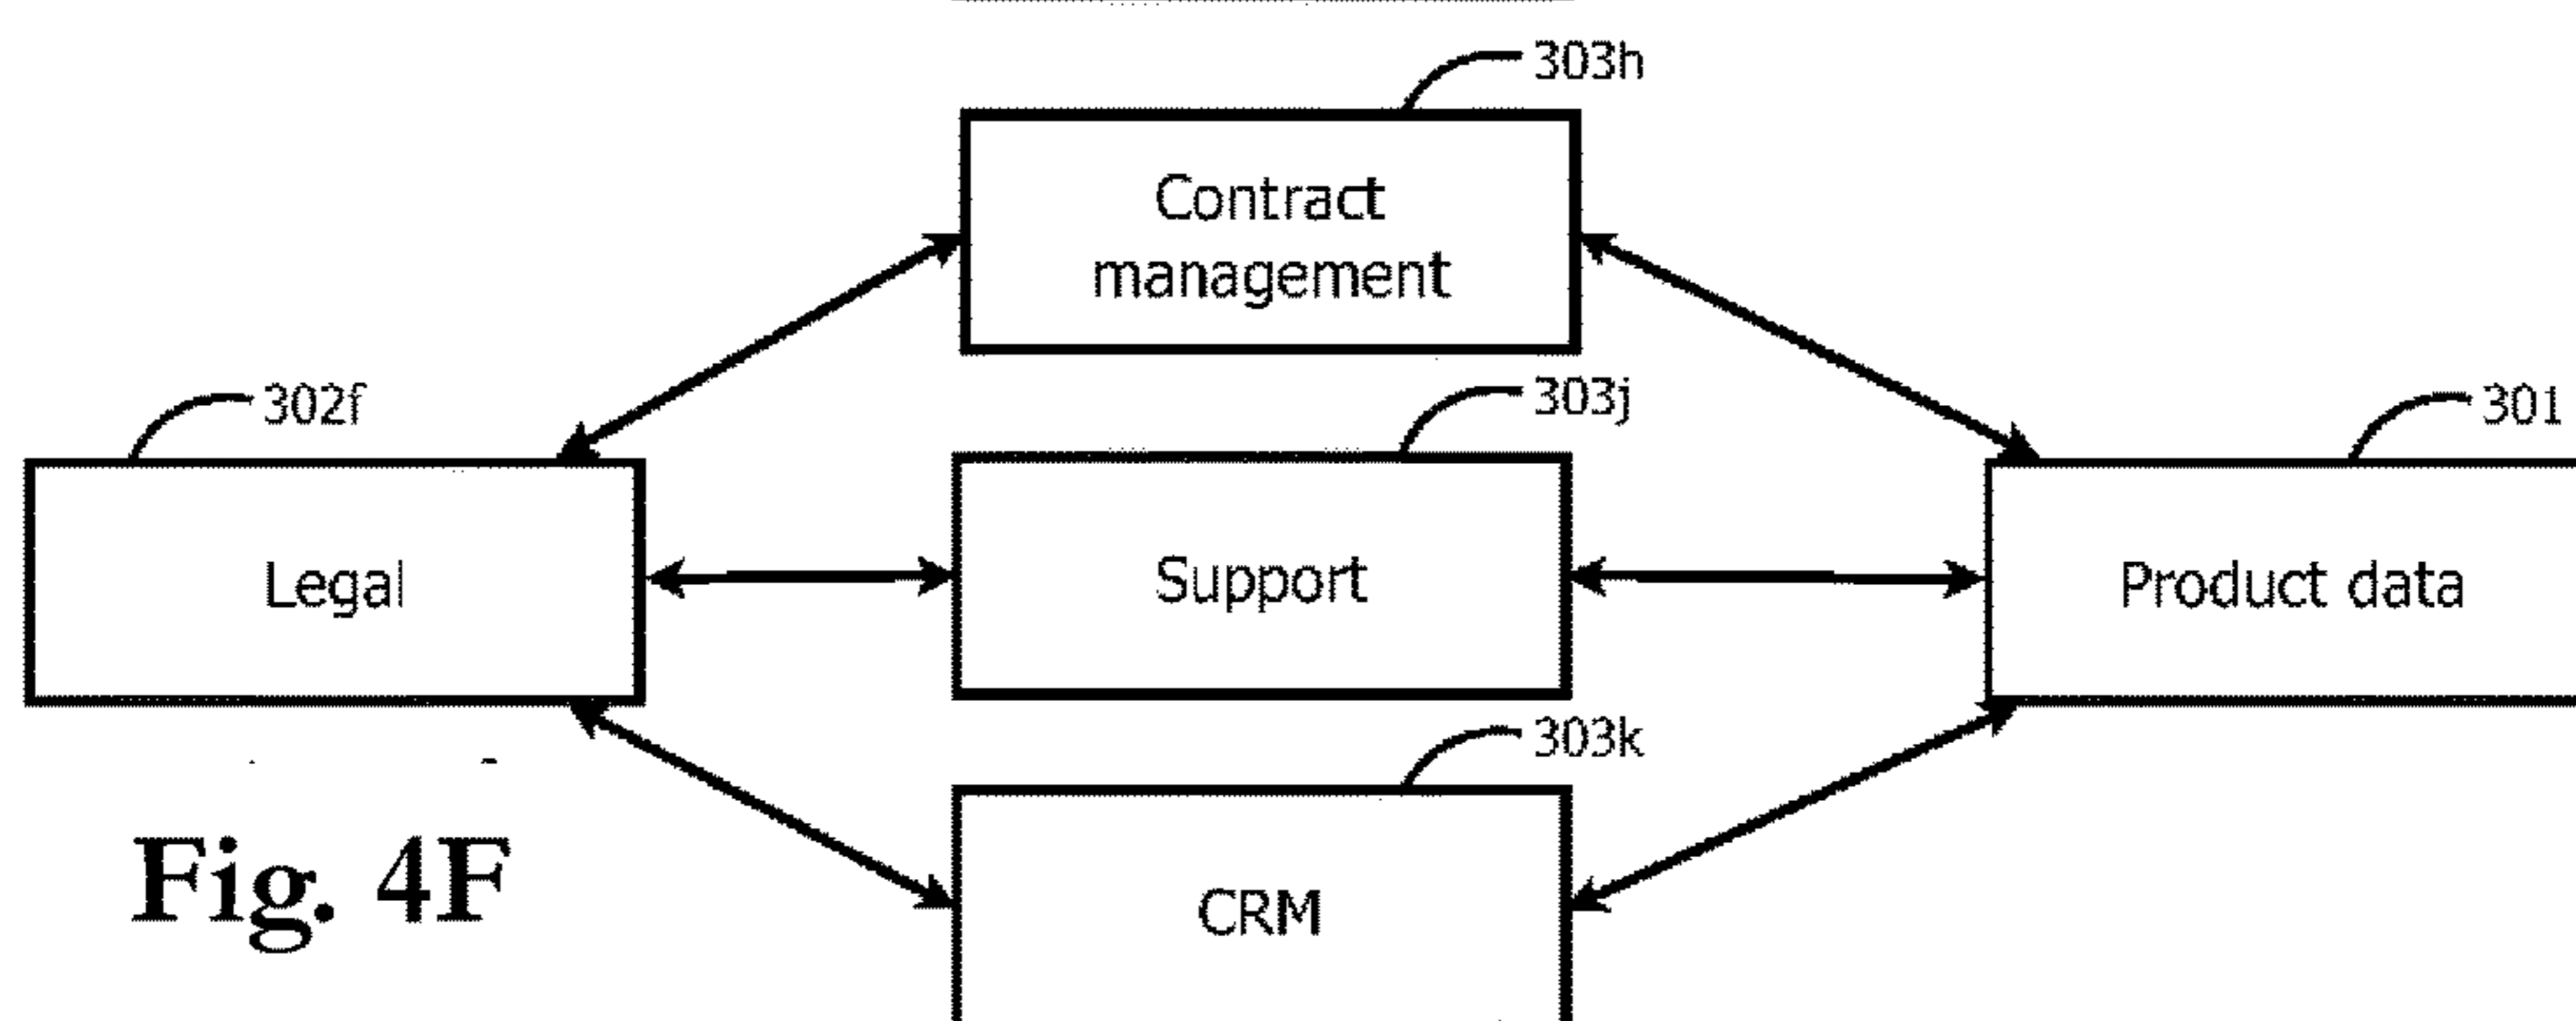 303h
Contract
management
303j
302f
301
Legal
Support
Product data
303k
Fig. 4F
CRM